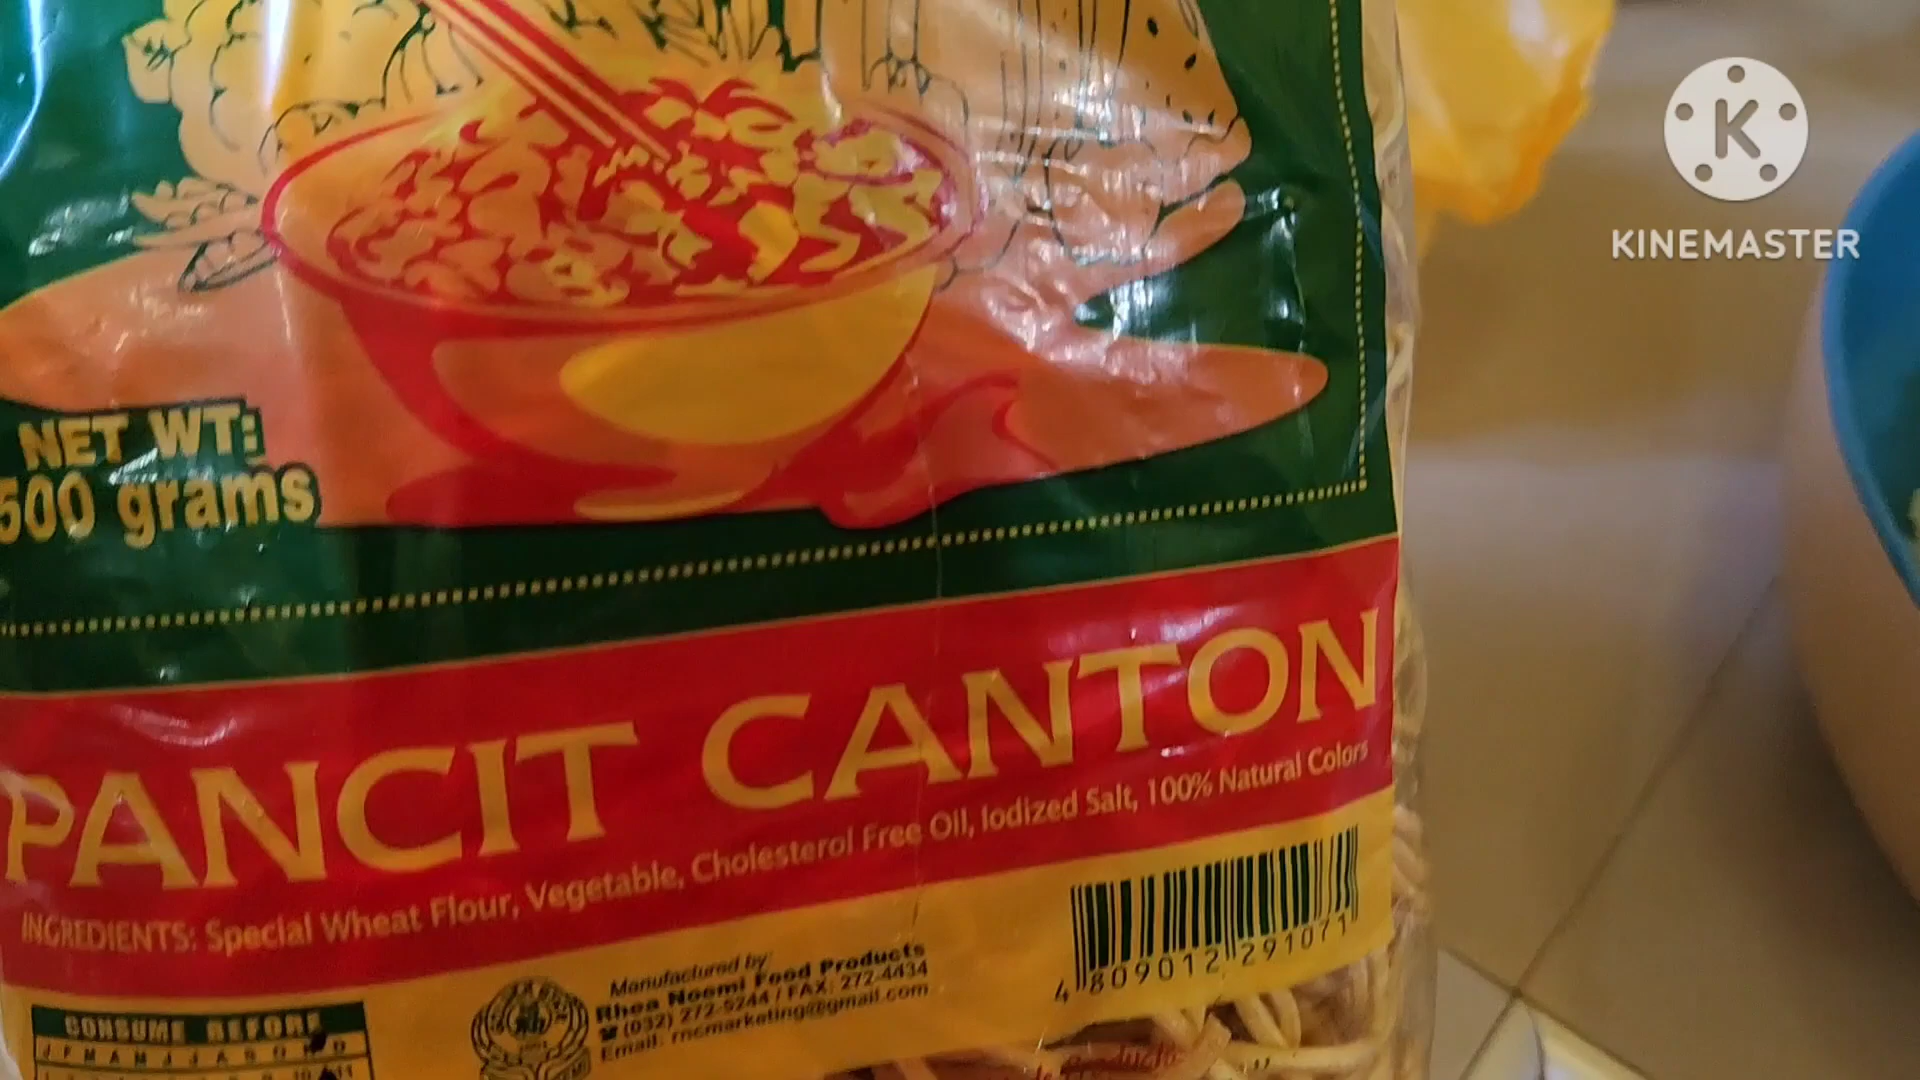 KINEMASTER
NET WT:
500 grams
PANCIT CANTON
INGREDIENTS: Special Wheat Flour, Vegetable, Cholesterol Free Oil, Iodized Salt, 100% Natural Colors
4 809012 291071
Manufactured by:
Rhea Noemi Food Products
☎ (032) 272-5244 / FAX: 272-4434
Email: rncmarketing@gmail.com
CONSUME BEFORE
J F M A M J J A S O N D